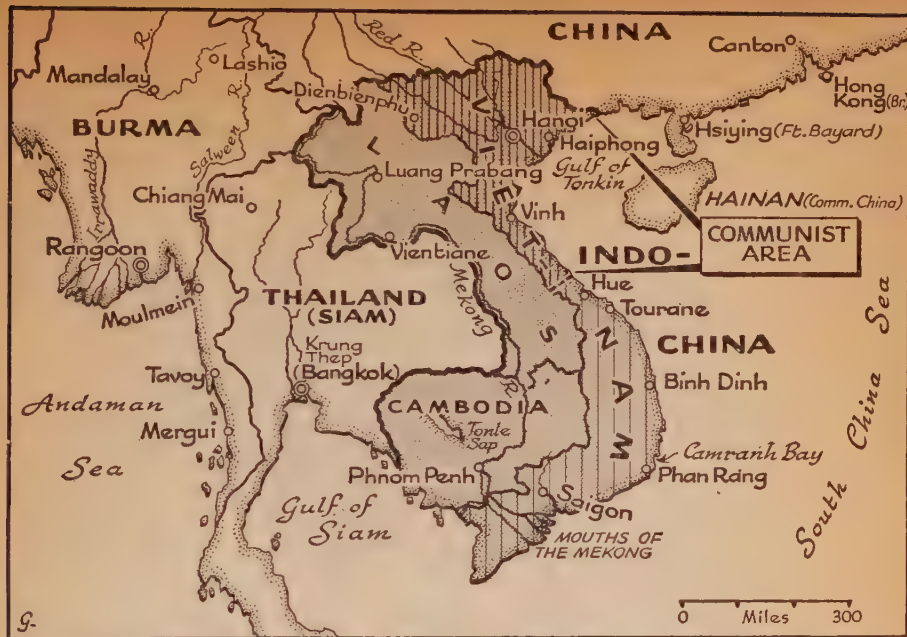 CHINA
Red R.
R.
Canton
Mandalay
Lashio
R.
Hong
Kong (Br.)
Dienbienphu
Hanoi
Haiphong
Hsiying (Ft. Bayard)
BURMA
Salween
Irrawaddy
Gulf of
Tonkin
Luang Prabang
Chiang Mai
HAINAN (Comm. China)
Vinh
COMMUNIST
AREA
Rangoon
Vientiane
INDO-
CHINA
Mekong
R.
Hue
Moulmein
THAILAND
(SIAM)
Tourane
LAOS
VIÊT NAM
Krung
Thep
(Bangkok)
Tavoy
Binh Dinh
Andaman
Sea
CAMBODIA
Mergui
Tonle
Sap
Camranh Bay
Phnom Penh
Phan Rang
Gulf of
Siam
Saigon
South China Sea
MOUTHS OF
THE MEKONG
0 Miles 300
G-